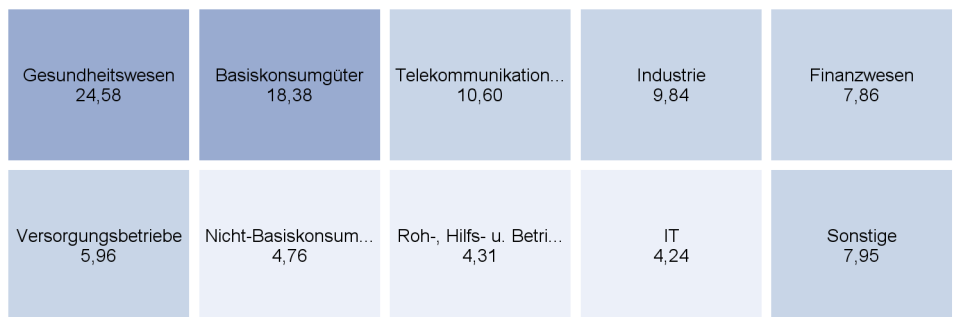 Gesundheitswesen
24,58
Basiskonsumgüter
18,38
Telekommunikation...
10,60
Industrie
9,84
Finanzwesen
7,86
Versorgungsbetriebe
5,96
Nicht-Basiskonsum...
4,76
Roh-, Hilfs- u. Betri...
4,31
IT
4,24
Sonstige
7,95